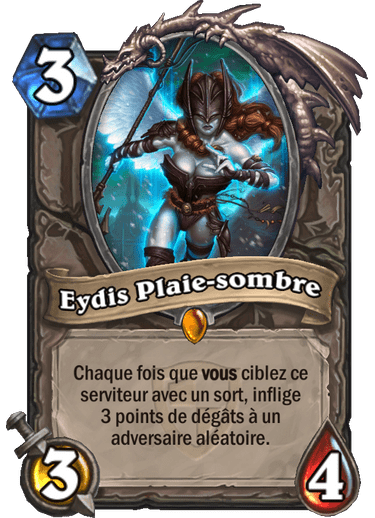 3
Eydis Plaie-sombre
Chaque fois que vous ciblez ce
serviteur avec un sort, inflige
3 points de dégâts à un
adversaire aléatoire.
3
4